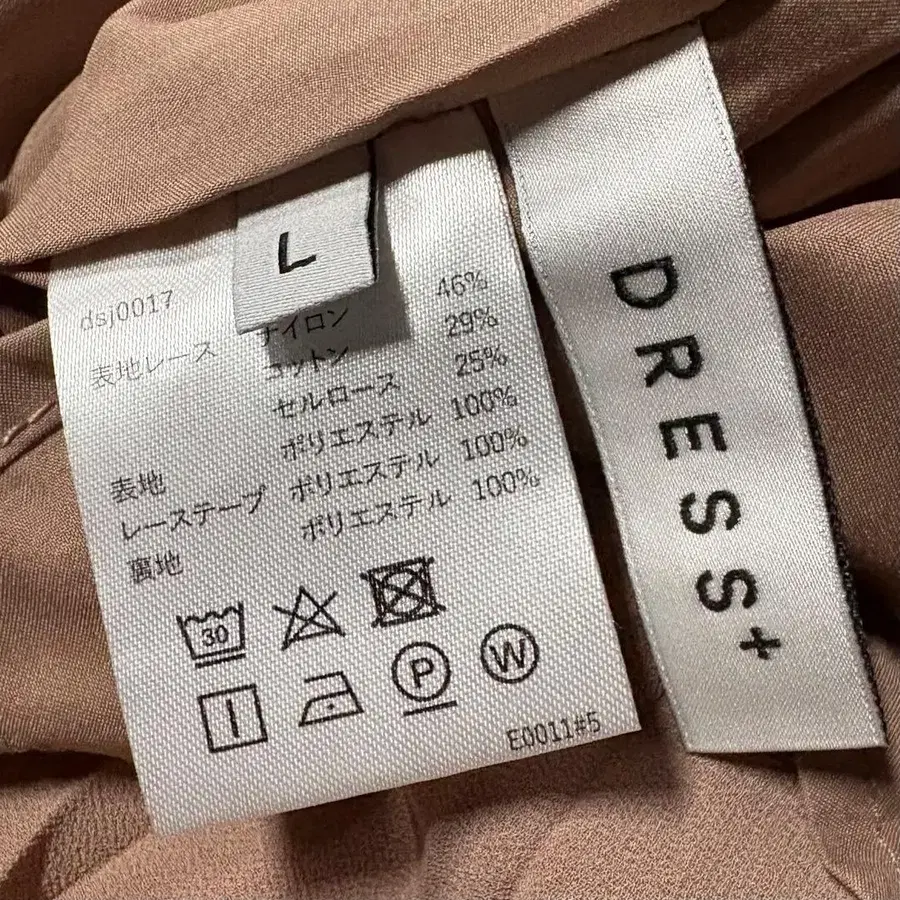 L
dsj0017
表地レース ナイロン 46%
コットン 29%
セルロース 25%
表地 ポリエステル 100%
レーステープ ポリエステル 100%
裏地 ポリエステル 100%
30
P W
E0011#5
DRESS+